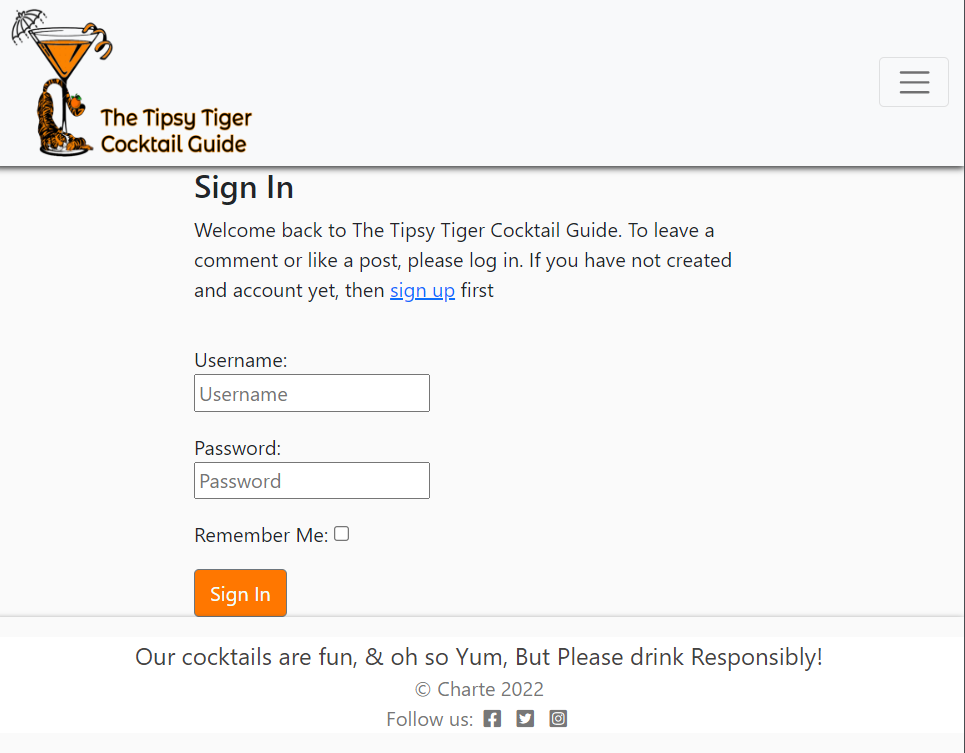 The Tipsy Tiger
Cocktail Guide
Sign In
Welcome back to The Tipsy Tiger Cocktail Guide. To leave a
comment or like a post, please log in. If you have not created
and account yet, then sign up first
Username:
Username
Password:
Password
Remember Me:
Sign In
Our cocktails are fun, & oh so Yum, But Please drink Responsibly!
© Charte 2022
Follow us: